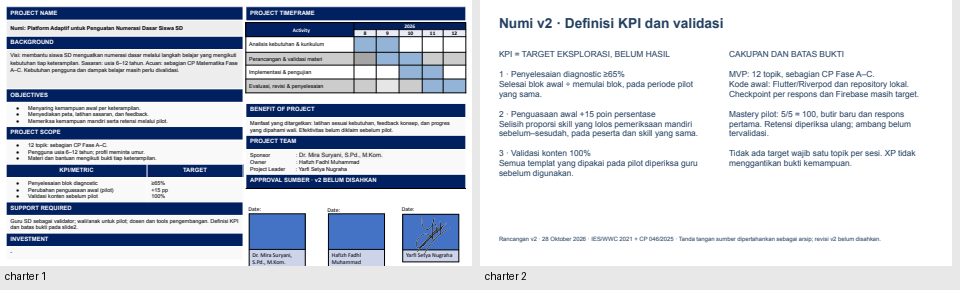 PROJECT NAME
Numi: Platform Adaptif untuk Penguatan Numerasi Dasar Siswa SD
BACKGROUND
Visi: membantu siswa SD menguatkan numerasi dasar melalui langkah belajar yang mengikuti
kebutuhan tiap keterampilan. Sasaran: usia 6–12 tahun. Acuan: sebagian CP Matematika Fase
A–C. Kebutuhan pengguna dan dampak belajar masih perlu divalidasi.
OBJECTIVES
● Menyaring kemampuan awal per keterampilan.
● Menyediakan peta, latihan sasaran, dan feedback.
● Memeriksa kemampuan mandiri serta retensi melalui pilot.
PROJECT SCOPE
● 12 topik: sebagian CP Fase A–C.
● Pengguna usia 6–12 tahun; profil meminta umur.
● Materi dan bantuan mengikuti bukti tiap keterampilan.
KPI/METRIC TARGET
● Penyelesaian blok diagnostic ≥65%
● Perubahan penguasaan awal (pilot) +15 pp
● Validasi konten sebelum pilot 100%
SUPPORT REQUIRED
Guru SD sebagai validator; wali/anak untuk pilot; dosen dan tools pengembangan. Definisi KPI
dan batas bukti pada slide2.
INVESTMENT
-
PROJECT TIMEFRAME
Activity 2026
8 9 10 11 12
Analisis kebutuhan & kurikulum
Perancangan & validasi materi
Implementasi & pengujian
Evaluasi, revisi & penyelesaian
BENEFIT OF PROJECT
Manfaat yang ditargetkan: latihan sesuai kebutuhan, feedback konsep, dan progres
yang dipahami wali. Efektivitas belum diklaim sebelum pilot.
PROJECT TEAM
Sponsor : Dr. Mira Suryani, S.Pd., M.Kom.
Owner : Hafizh Fadhl Muhammad
Project Leader : Yarfi Setya Nugraha
APPROVAL SUMBER · v2 BELUM DISAHKAN
Date: Date: Date:
Dr. Mira Suryani,
S.Pd., M.Kom.
Hafizh Fadhl
Muhammad
Yarfi Setya Nugraha
charter 1
Numi v2 · Definisi KPI dan validasi
KPI = TARGET EKSPLORASI, BELUM HASIL
1 · Penyelesaian diagnostic ≥65%
Selesai blok awal ÷ memulai blok, pada periode pilot
yang sama.
2 · Penguasaan awal +15 poin persentase
Selisih proporsi skill yang lolos pemeriksaan mandiri
sebelum–sesudah, pada peserta dan skill yang sama.
3 · Validasi konten 100%
Semua templat yang dipakai pada pilot diperiksa guru
sebelum digunakan.
CAKUPAN DAN BATAS BUKTI
MVP: 12 topik, sebagian CP Fase A–C.
Kode awal: Flutter/Riverpod dan repository lokal.
Checkpoint per respons dan Firebase masih target.
Mastery pilot: 5/5 = 100, butir baru dan respons
pertama. Retensi diperiksa ulang; ambang belum
tervalidasi.
Tidak ada target wajib satu topik per sesi. XP tidak
menggantikan bukti kemampuan.
Rancangan v2 · 28 Oktober 2026 · IES/WWC 2021 + CP 046/2025 · Tanda tangan sumber dipertahankan sebagai arsip; revisi v2 belum disahkan.
charter 2